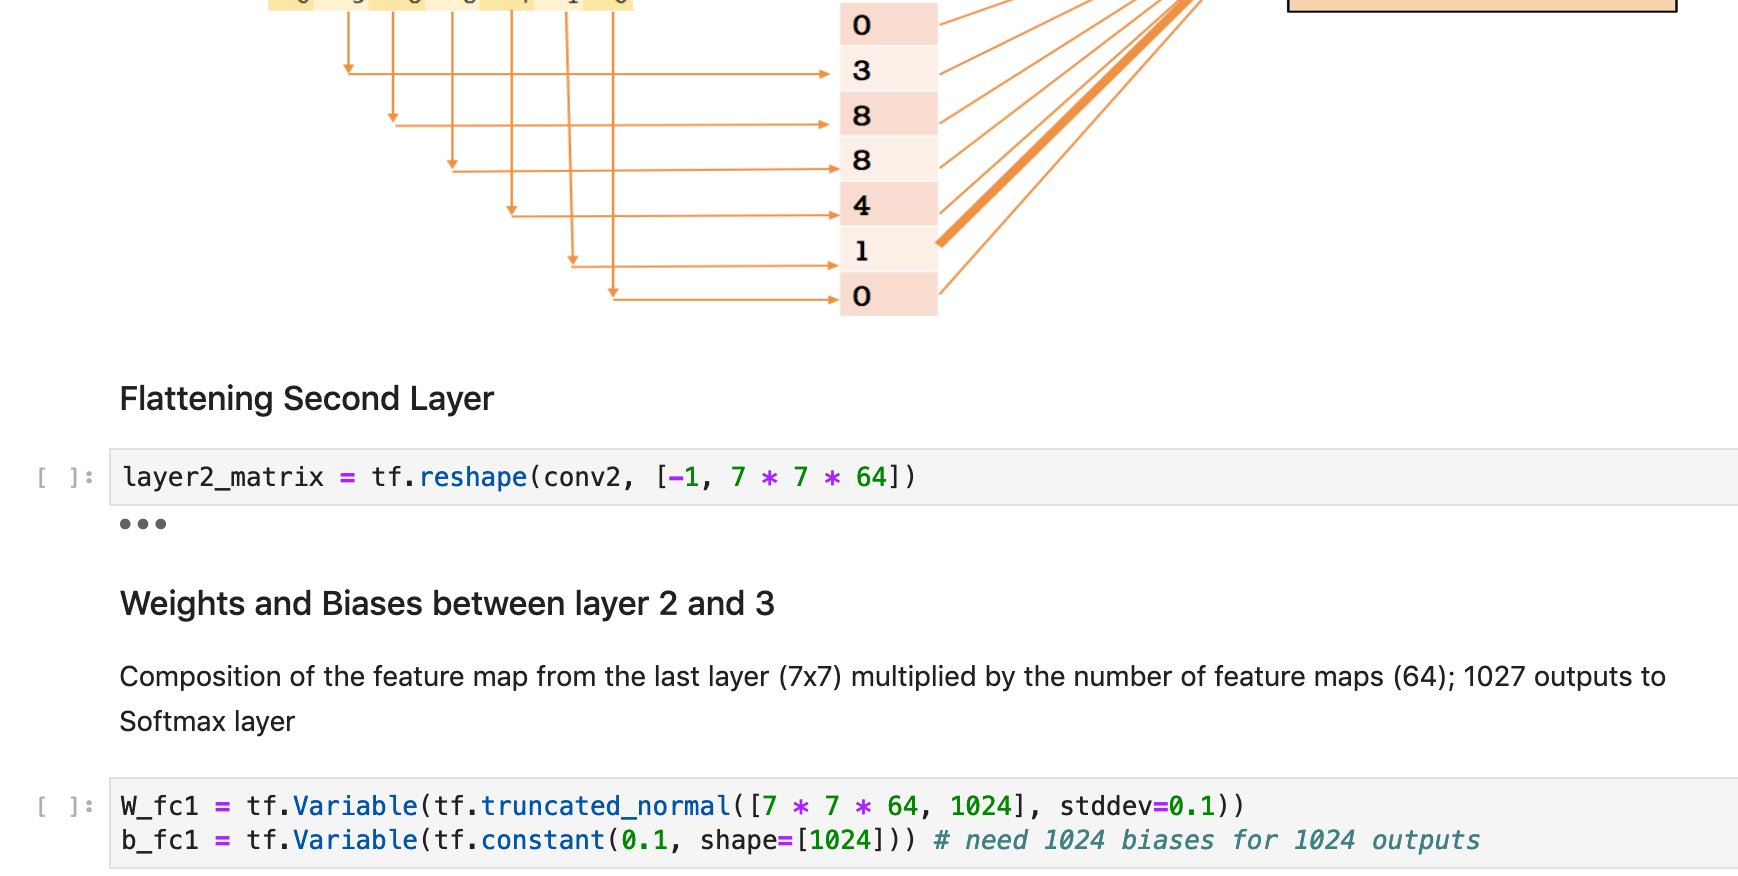 0
3
8
8
4
1
0
Flattening Second Layer
[ ]: layer2_matrix = tf.reshape(conv2, [-1, 7 * 7 * 64])
Weights and Biases between layer 2 and 3
Composition of the feature map from the last layer (7x7) multiplied by the number of feature maps (64); 1027 outputs to
Softmax layer
[ ]: W_fc1 = tf.Variable(tf.truncated_normal([7 * 7 * 64, 1024], stddev=0.1))
b_fc1 = tf.Variable(tf.constant(0.1, shape=[1024])) # need 1024 biases for 1024 outputs